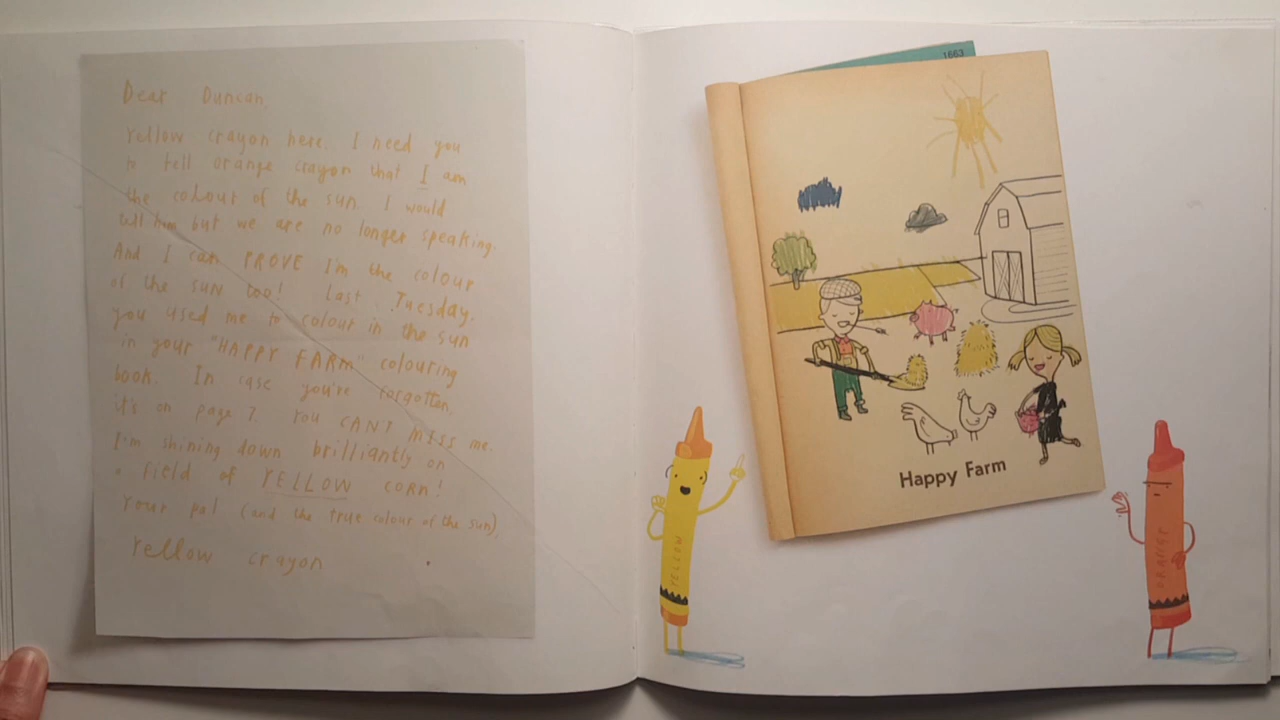 Dear Duncan,
Yellow crayon here. I need you
to tell orange crayon that I am
the colour of the sun. I would
tell him but we are no longer speaking.
And I can PROVE I'm the colour
of the sun too! Last Tuesday,
you used me to colour in the sun
in your "HAPPY FARM" colouring
book. In case you've forgotten,
it's on page 7. You CAN'T MISS me.
I'm shining down brilliantly on
a field of YELLOW corn!
Your pal (and the true colour of the sun),
Yellow crayon
1663
Happy Farm
YELLOW
ORANGE